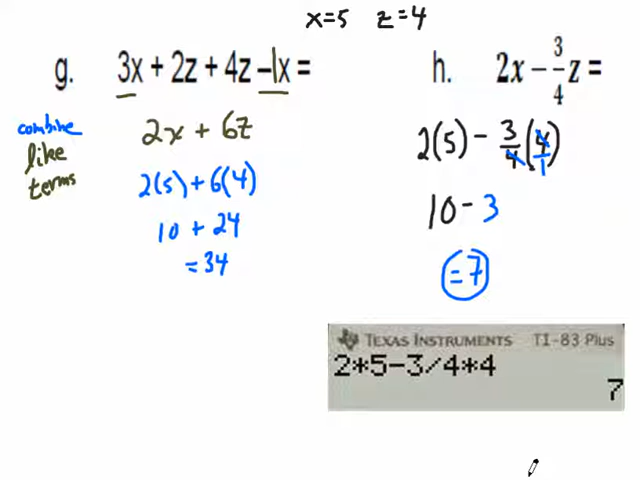 x=5 z=4
g. 3x + 2z + 4z -1x =
combine
like
terms
2x + 6z
2(5) + 6(4)
10 + 24
= 34
h. 2x - 3/4 z =
2(5) - 3/4 (4/1)
10 - 3
= 7
TEXAS INSTRUMENTS TI-83 Plus
2*5-3/4*4
7